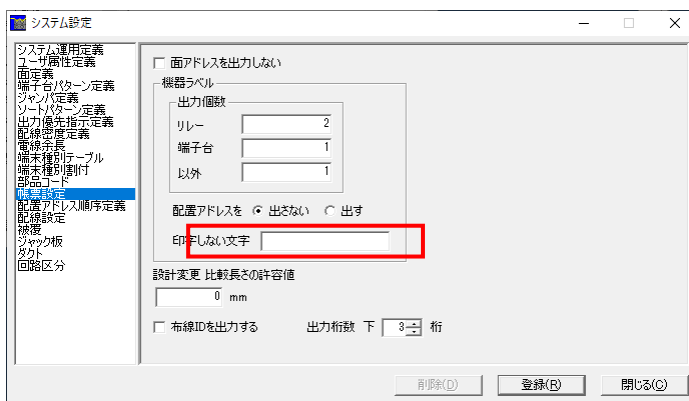 システム設定
システム運用定義
ユーザ属性定義
面定義
端子台パターン定義
ジャンパ定義
ソートパターン定義
出力優先指示定義
配線密度定義
電線余長
端末種別テーブル
端末種別割付
部品コード
帳票設定
配置アドレス順序定義
配線設定
被覆
ジャック板
ダクト
回路区分
面アドレスを出力しない
機器ラベル
出力個数
リレー 2
端子台 1
以外 1
配置アドレスを 出さない 出す
印字しない文字
設計変更 比較長さの許容値
0 mm
布線IDを出力する 出力桁数 下 3 桁
削除(D) 登録(R) 閉じる(C)